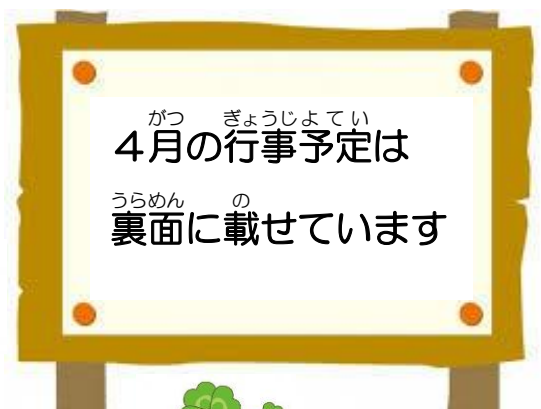 がつ ぎょうじよてい
４月の行事予定は
うらめん の
裏面に載せています